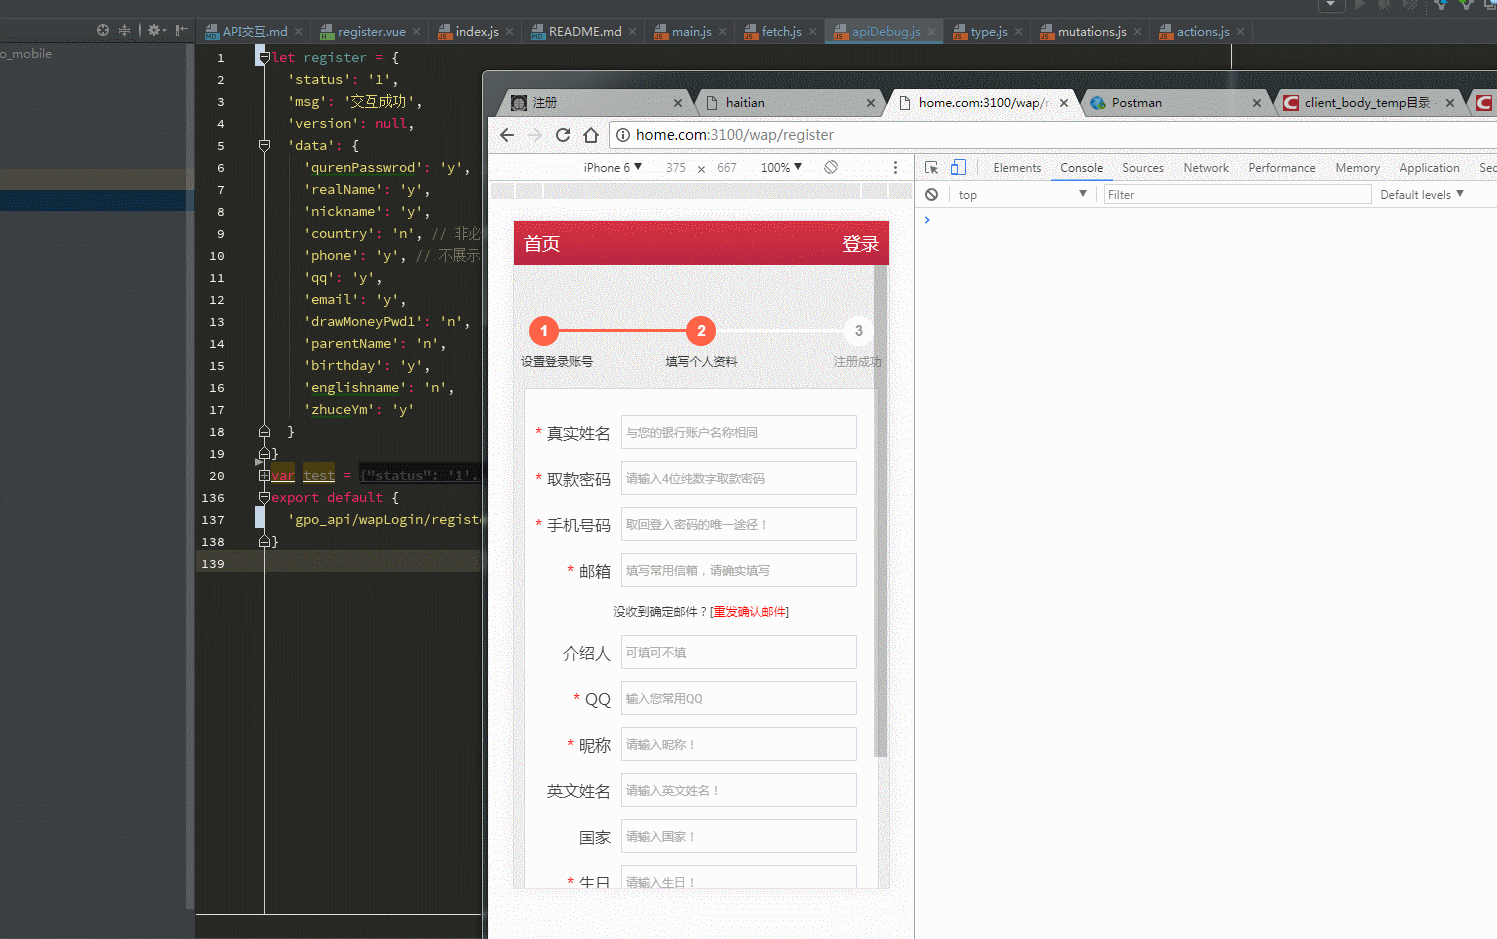 o_mobile
API交互.md
register.vue
index.js
README.md
main.js
fetch.js
apiDebug.js
type.js
mutations.js
actions.js
1 let register = {
2 'status': '1',
3 'msg': '交互成功',
4 'version': null,
5 'data': {
6 'qurenPasswrod': 'y',
7 'realName': 'y',
8 'nickname': 'y',
9 'country': 'n', // 非必
10 'phone': 'y', // 不展示
11 'qq': 'y',
12 'email': 'y',
13 'drawMoneyPwd1': 'n',
14 'parentName': 'n',
15 'birthday': 'y',
16 'englishname': 'n',
17 'zhuceYm': 'y'
18 }
19 }
20 var test = {"status": '1',
136 export default {
137 'gpo_api/wapLogin/registe
138 }
139
注册
haitian
home.com:3100/wap/r
Postman
client_body_temp目录
home.com:3100/wap/register
iPhone 6 ▼ 375 × 667 100% ▼
Elements Console Sources Network Performance Memory Application Sec
top ▼ Filter Default levels ▼
首页 登录
1 2 3
设置登录账号 填写个人资料 注册成功
* 真实姓名 与您的银行账户名称相同
* 取款密码 请输入4位纯数字取款密码
* 手机号码 取回登入密码的唯一途径！
* 邮箱 填写常用信箱，请确实填写
没收到确定邮件？[重发确认邮件]
介绍人 可填可不填
* QQ 输入您常用QQ
* 昵称 请输入昵称！
英文姓名 请输入英文姓名！
国家 请输入国家！
* 生日 请输入生日！